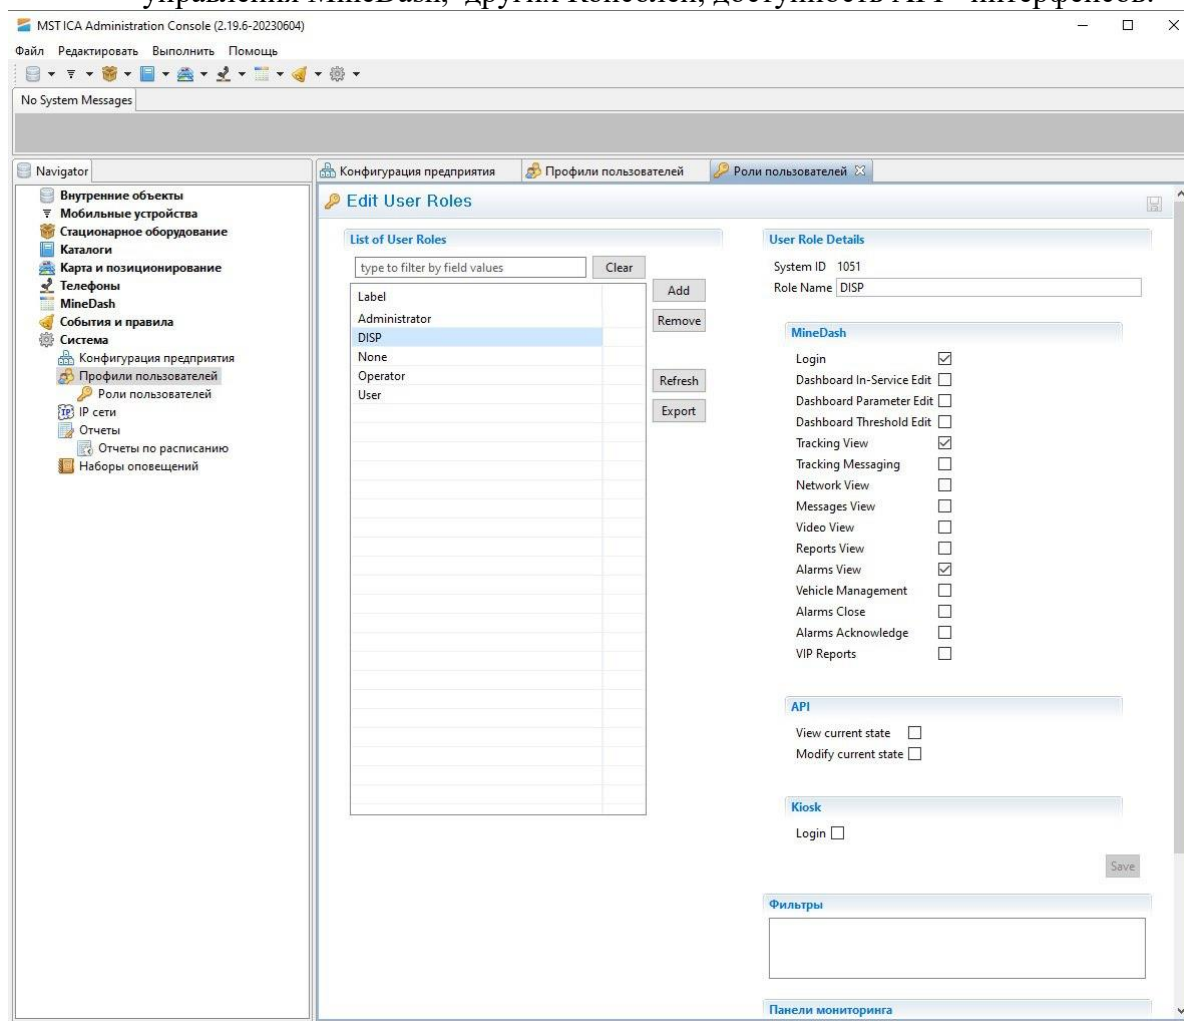 управления MineDash, других Консолей, доступность API - интерфейсов.
MST ICA Administration Console (2.19.6-20230604)
Файл Редактировать Выполнить Помощь
No System Messages
Navigator
Внутренние объекты
Мобильные устройства
Стационарное оборудование
Каталоги
Карта и позиционирование
Телефоны
MineDash
События и правила
Система
Конфигурация предприятия
Профили пользователей
Роли пользователей
IP сети
Отчеты
Отчеты по расписанию
Наборы оповещений
Конфигурация предприятия Профили пользователей Роли пользователей
Edit User Roles
List of User Roles
type to filter by field values Clear
Label
Administrator
DISP
None
Operator
User
Add
Remove
Refresh
Export
User Role Details
System ID 1051
Role Name DISP
MineDash
Login
Dashboard In-Service Edit
Dashboard Parameter Edit
Dashboard Threshold Edit
Tracking View
Tracking Messaging
Network View
Messages View
Video View
Reports View
Alarms View
Vehicle Management
Alarms Close
Alarms Acknowledge
VIP Reports
API
View current state
Modify current state
Kiosk
Login
Save
Фильтры
Панели мониторинга